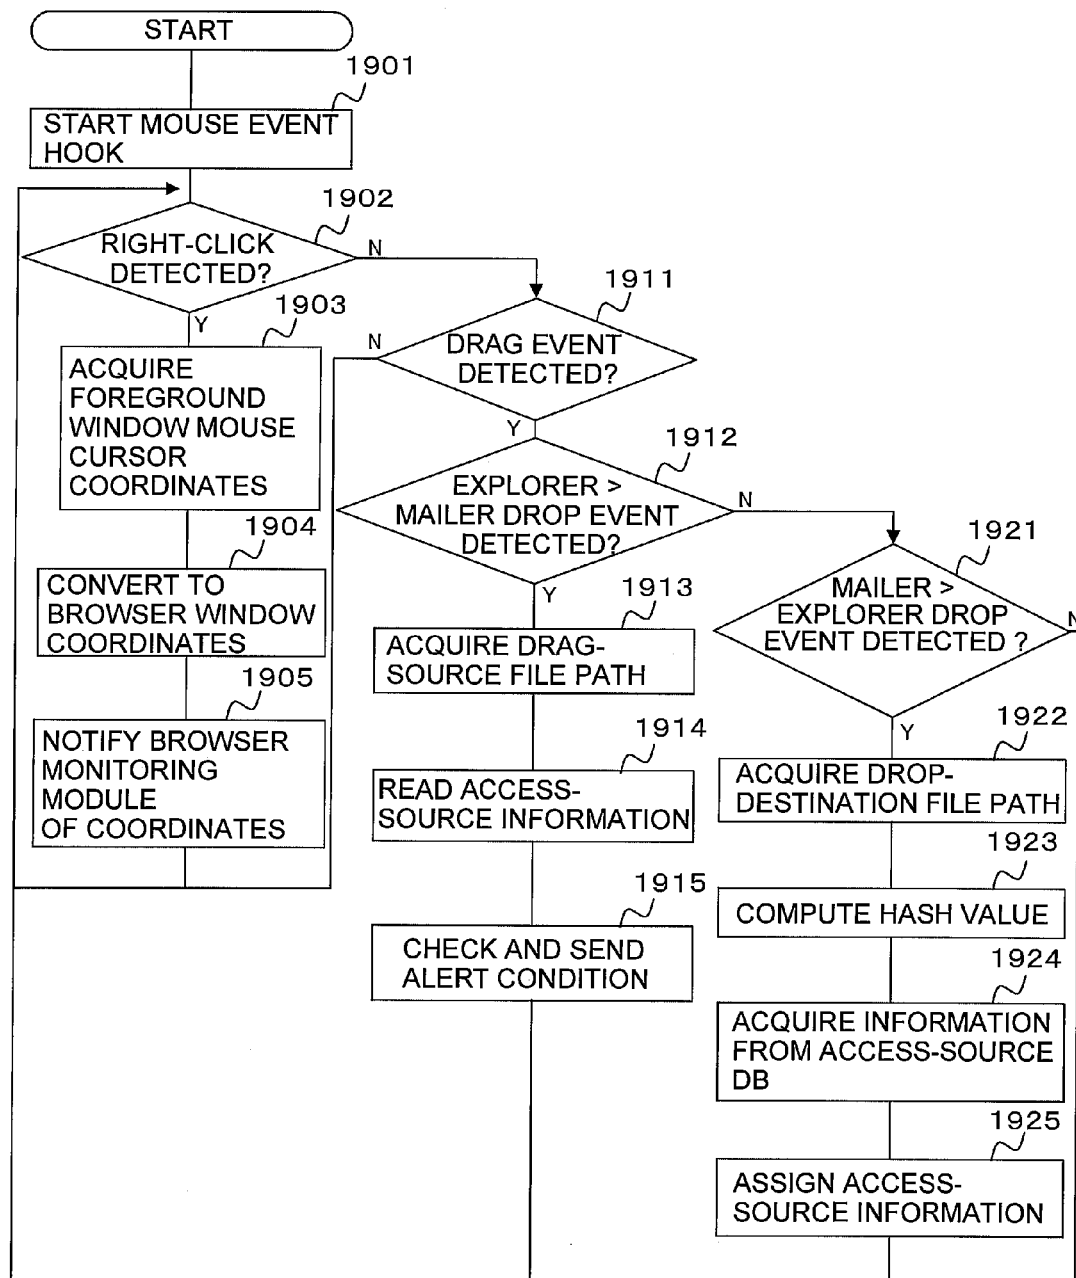 START
1901
START MOUSE EVENT
HOOK
1902
RIGHT-CLICK
DETECTED?
N
Y
1903
ACQUIRE
FOREGROUND
WINDOW MOUSE
CURSOR
COORDINATES
1904
CONVERT TO
BROWSER WINDOW
COORDINATES
1905
NOTIFY BROWSER
MONITORING
MODULE
OF COORDINATES
1911
N
DRAG EVENT
DETECTED?
Y
1912
EXPLORER >
MAILER DROP EVENT
DETECTED?
N
Y
1913
ACQUIRE DRAG-
SOURCE FILE PATH
1914
READ ACCESS-
SOURCE INFORMATION
1915
CHECK AND SEND
ALERT CONDITION
1921
MAILER >
EXPLORER DROP
EVENT DETECTED ?
N
Y
1922
ACQUIRE DROP-
DESTINATION FILE PATH
1923
COMPUTE HASH VALUE
1924
ACQUIRE INFORMATION
FROM ACCESS-SOURCE
DB
1925
ASSIGN ACCESS-
SOURCE INFORMATION